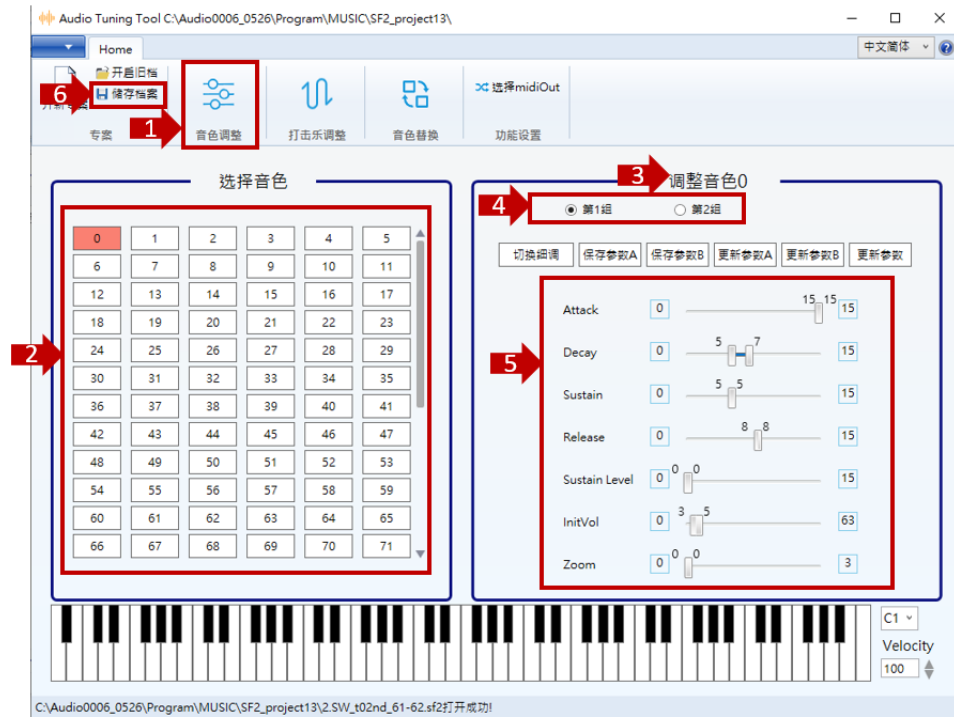 Audio Tuning Tool C:\Audio0006_0526\Program\MUSIC\SF2_project13\
Home
中文简体
开启旧档
6
储存档案
选择midiOut
专案
1
音色调整
打击乐调整
音色替换
功能设置
选择音色
3
调整音色0
4
第1组
第2组
切换细调 保存参数A 保存参数B 更新参数A 更新参数B 更新参数
0 1 2 3 4 5
6 7 8 9 10 11
12 13 14 15 16 17
18 19 20 21 22 23
2
24 25 26 27 28 29
30 31 32 33 34 35
36 37 38 39 40 41
42 43 44 45 46 47
48 49 50 51 52 53
54 55 56 57 58 59
60 61 62 63 64 65
66 67 68 69 70 71
5
Attack 0 15 15 15
Decay 0 5 7 15
Sustain 0 5 5 15
Release 0 8 8 15
Sustain Level 0 0 0 15
InitVol 0 3 5 63
Zoom 0 0 0 3
C1
Velocity
100
C:\Audio0006_0526\Program\MUSIC\SF2_project13\2.SW_t02nd_61-62.sf2打开成功!